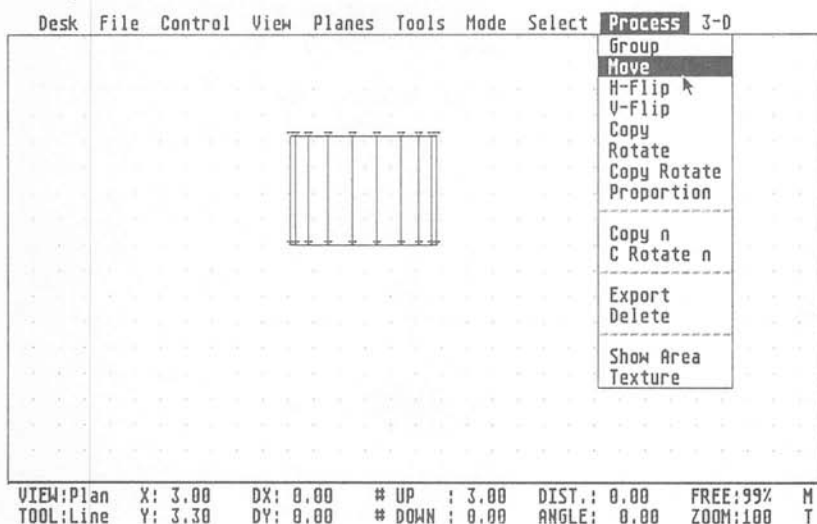 Desk File Control View Planes Tools Mode Select Process 3-D
Group
Move
H-Flip
V-Flip
Copy
Rotate
Copy Rotate
Proportion
Copy n
C Rotate n
Export
Delete
Show Area
Texture
VIEW:Plan X: 3.00 DX: 0.00 # UP : 3.00 DIST.: 0.00 FREE:99% M
TOOL:Line Y: 3.30 DY: 0.00 # DOWN : 0.00 ANGLE: 0.00 ZOOM:100 T